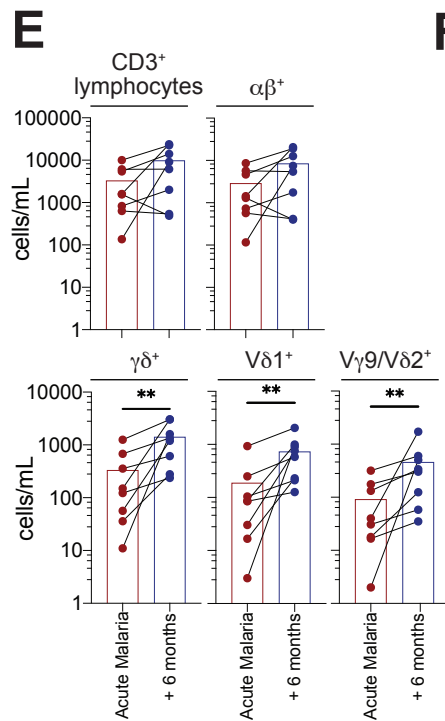 E
CD3⁺ lymphocytes
αβ⁺
cells/mL
100000
10000
1000
100
10
1
γδ⁺
Vδ1⁺
Vγ9/Vδ2⁺
**
**
**
cells/mL
10000
1000
100
10
1
Acute Malaria
+ 6 months
Acute Malaria
+ 6 months
Acute Malaria
+ 6 months